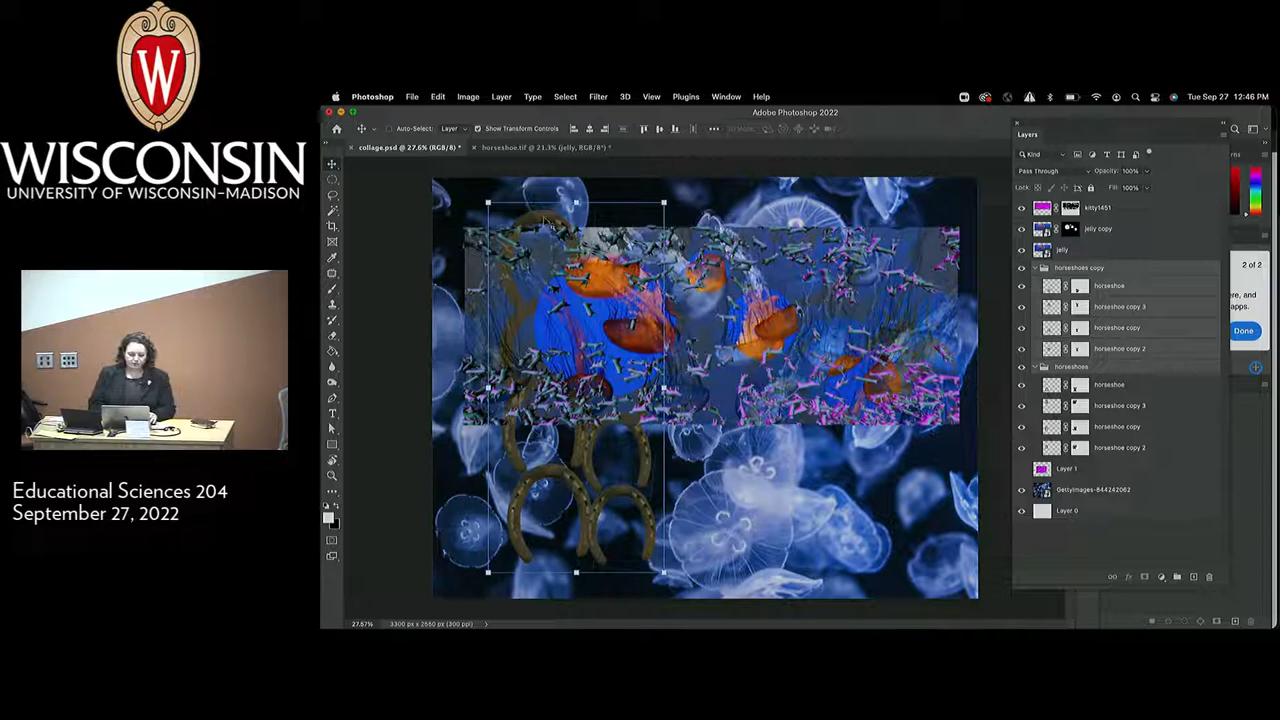 W
WISCONSIN
UNIVERSITY OF WISCONSIN-MADISON
Educational Sciences 204
September 27, 2022
Photoshop File Edit Image Layer Type Select Filter 3D View Plugins Window Help
Tue Sep 27 12:46 PM
Adobe Photoshop 2022
Auto-Select: Layer Show Transform Controls
collage.psd @ 27.6% (RGB/8) *
horseshoe.tif @ 21.3% (jelly, RGB/8*) *
Layers
Kind
Pass Through Opacity: 100%
Lock: Fill: 100%
kitty1451
jelly copy
jelly
horseshoes copy
horseshoe
horseshoe copy 3
horseshoe copy
horseshoe copy 2
horseshoes
horseshoe
horseshoe copy 3
horseshoe copy
horseshoe copy 2
Layer 1
GettyImages-844242062
Layer 0
2 of 2
re, and
apps.
Done
27.57% 3300 px x 2550 px (300 ppi)